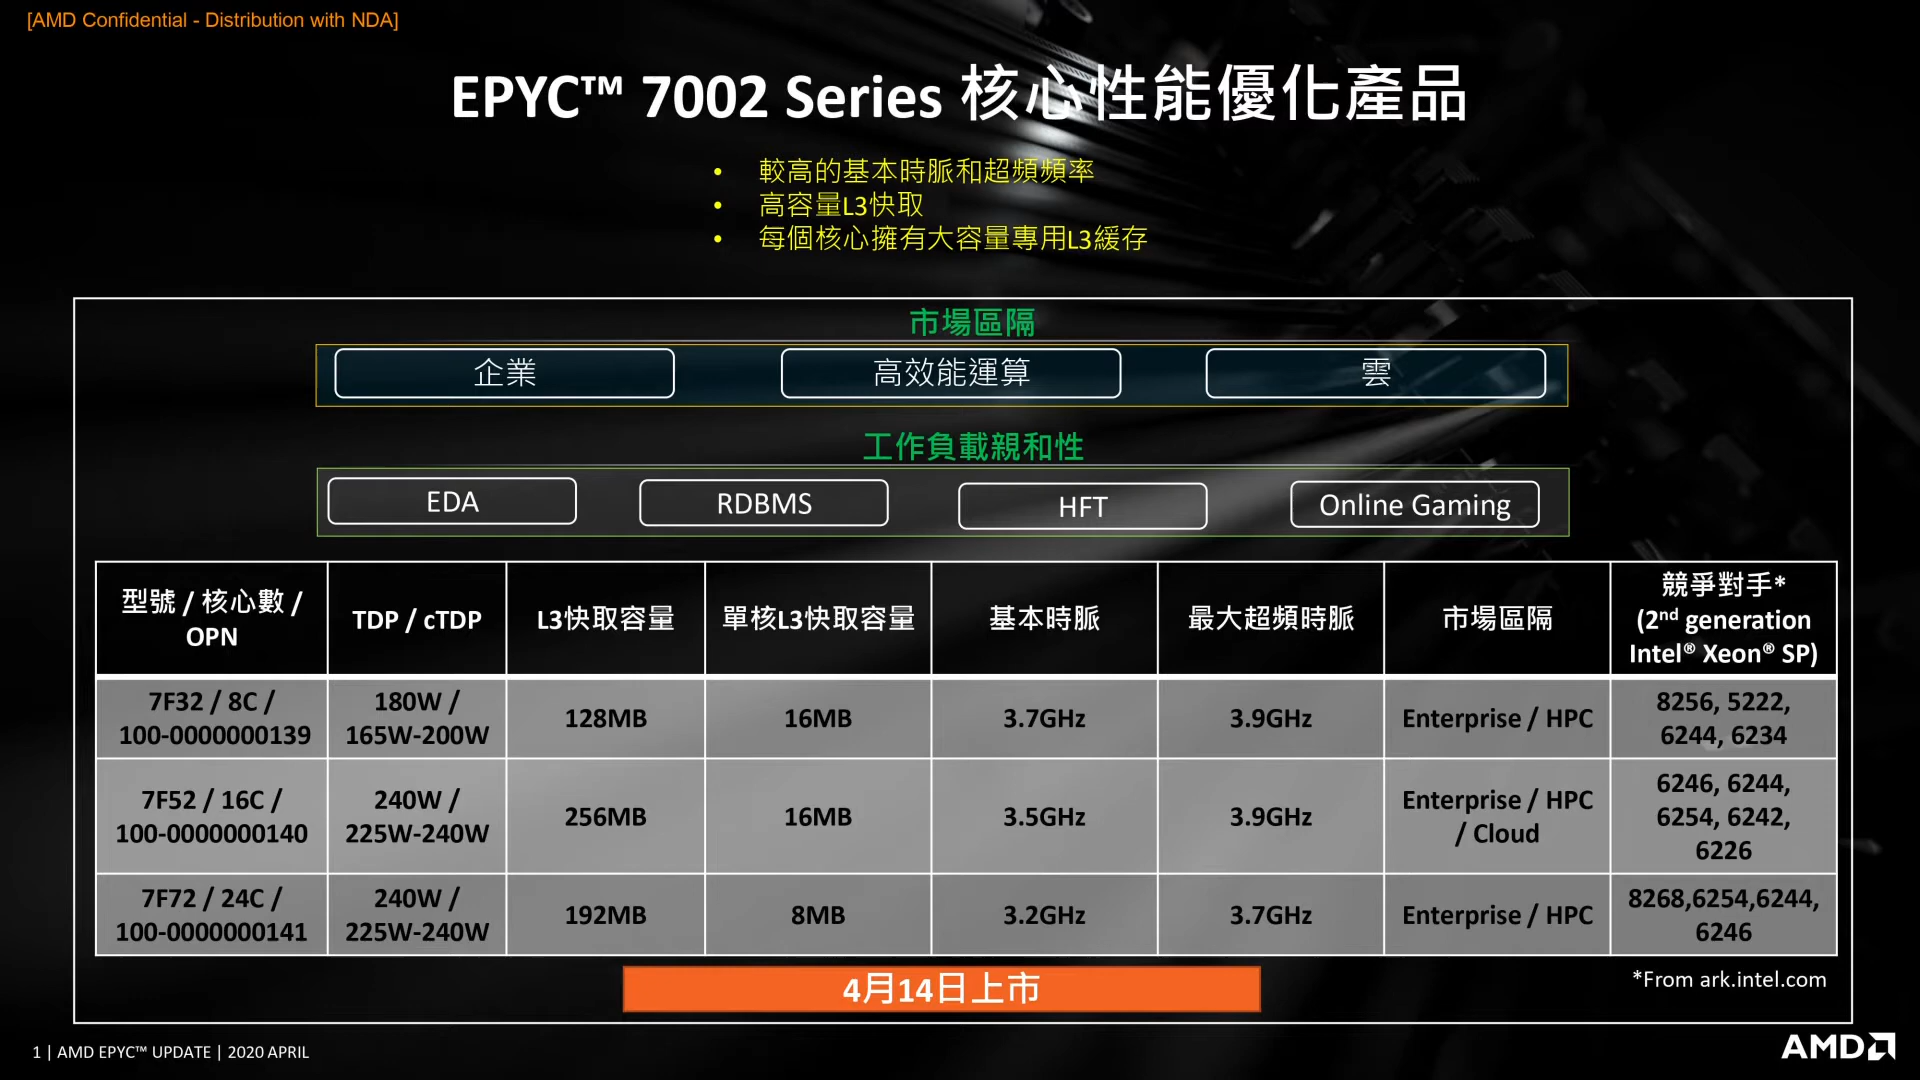 [AMD Confidential - Distribution with NDA]
EPYC™ 7002 Series 核心性能優化產品
• 較高的基本時脈和超頻頻率
• 高容量L3快取
• 每個核心擁有大容量專用L3緩存
市場區隔
企業
高效能運算
雲
工作負載親和性
EDA
RDBMS
HFT
Online Gaming
型號 / 核心數 /
OPN
TDP / cTDP
L3快取容量
單核L3快取容量
基本時脈
最大超頻時脈
市場區隔
競爭對手*
(2nd generation
Intel® Xeon® SP)
7F32 / 8C /
100-0000000139
180W /
165W-200W
128MB
16MB
3.7GHz
3.9GHz
Enterprise / HPC
8256, 5222,
6244, 6234
7F52 / 16C /
100-0000000140
240W /
225W-240W
256MB
16MB
3.5GHz
3.9GHz
Enterprise / HPC
/ Cloud
6246, 6244,
6254, 6242,
6226
7F72 / 24C /
100-0000000141
240W /
225W-240W
192MB
8MB
3.2GHz
3.7GHz
Enterprise / HPC
8268,6254,6244,
6246
4月14日上市
*From ark.intel.com
1 | AMD EPYC™ UPDATE | 2020 APRIL
AMD